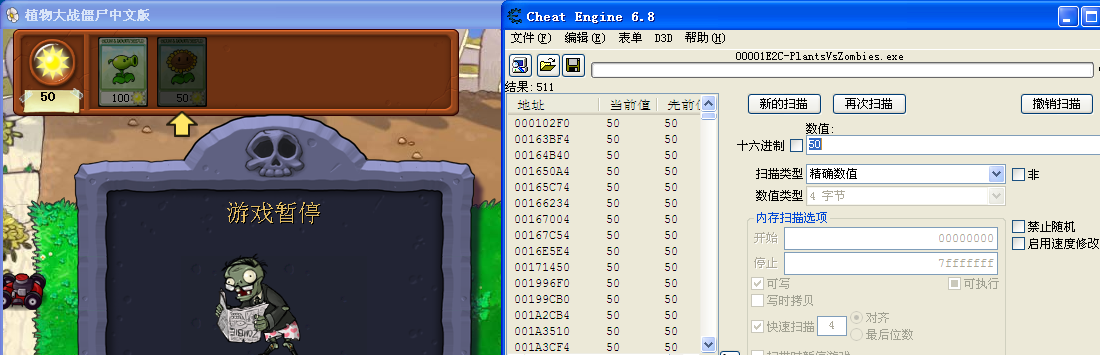 植物大战僵尸中文版
50
100
50
游戏暂停
Cheat Engine 6.8
文件(F) 编辑(E) 表单 D3D 帮助(H)
00001E2C-PlantsVsZombies.exe
结果: 511
地址 当前值 先前值
000102F0 50 50
00163BF4 50 50
00164B40 50 50
001650A4 50 50
00165C74 50 50
00166234 50 50
00167004 50 50
00167C54 50 50
0016E5E4 50 50
00171450 50 50
001996F0 50 50
00199CB0 50 50
001A2CB4 50 50
001A3510 50 50
001A3CF4 50 50
新的扫描 再次扫描 撤销扫描
数值:
十六进制 50
扫描类型 精确数值 非
数值类型 4 字节
内存扫描选项
开始 00000000
停止 7fffffff
可写 可执行
写时拷贝
快速扫描 4 对齐
最后位数
扫描时暂停游戏
禁止随机
启用速度修改